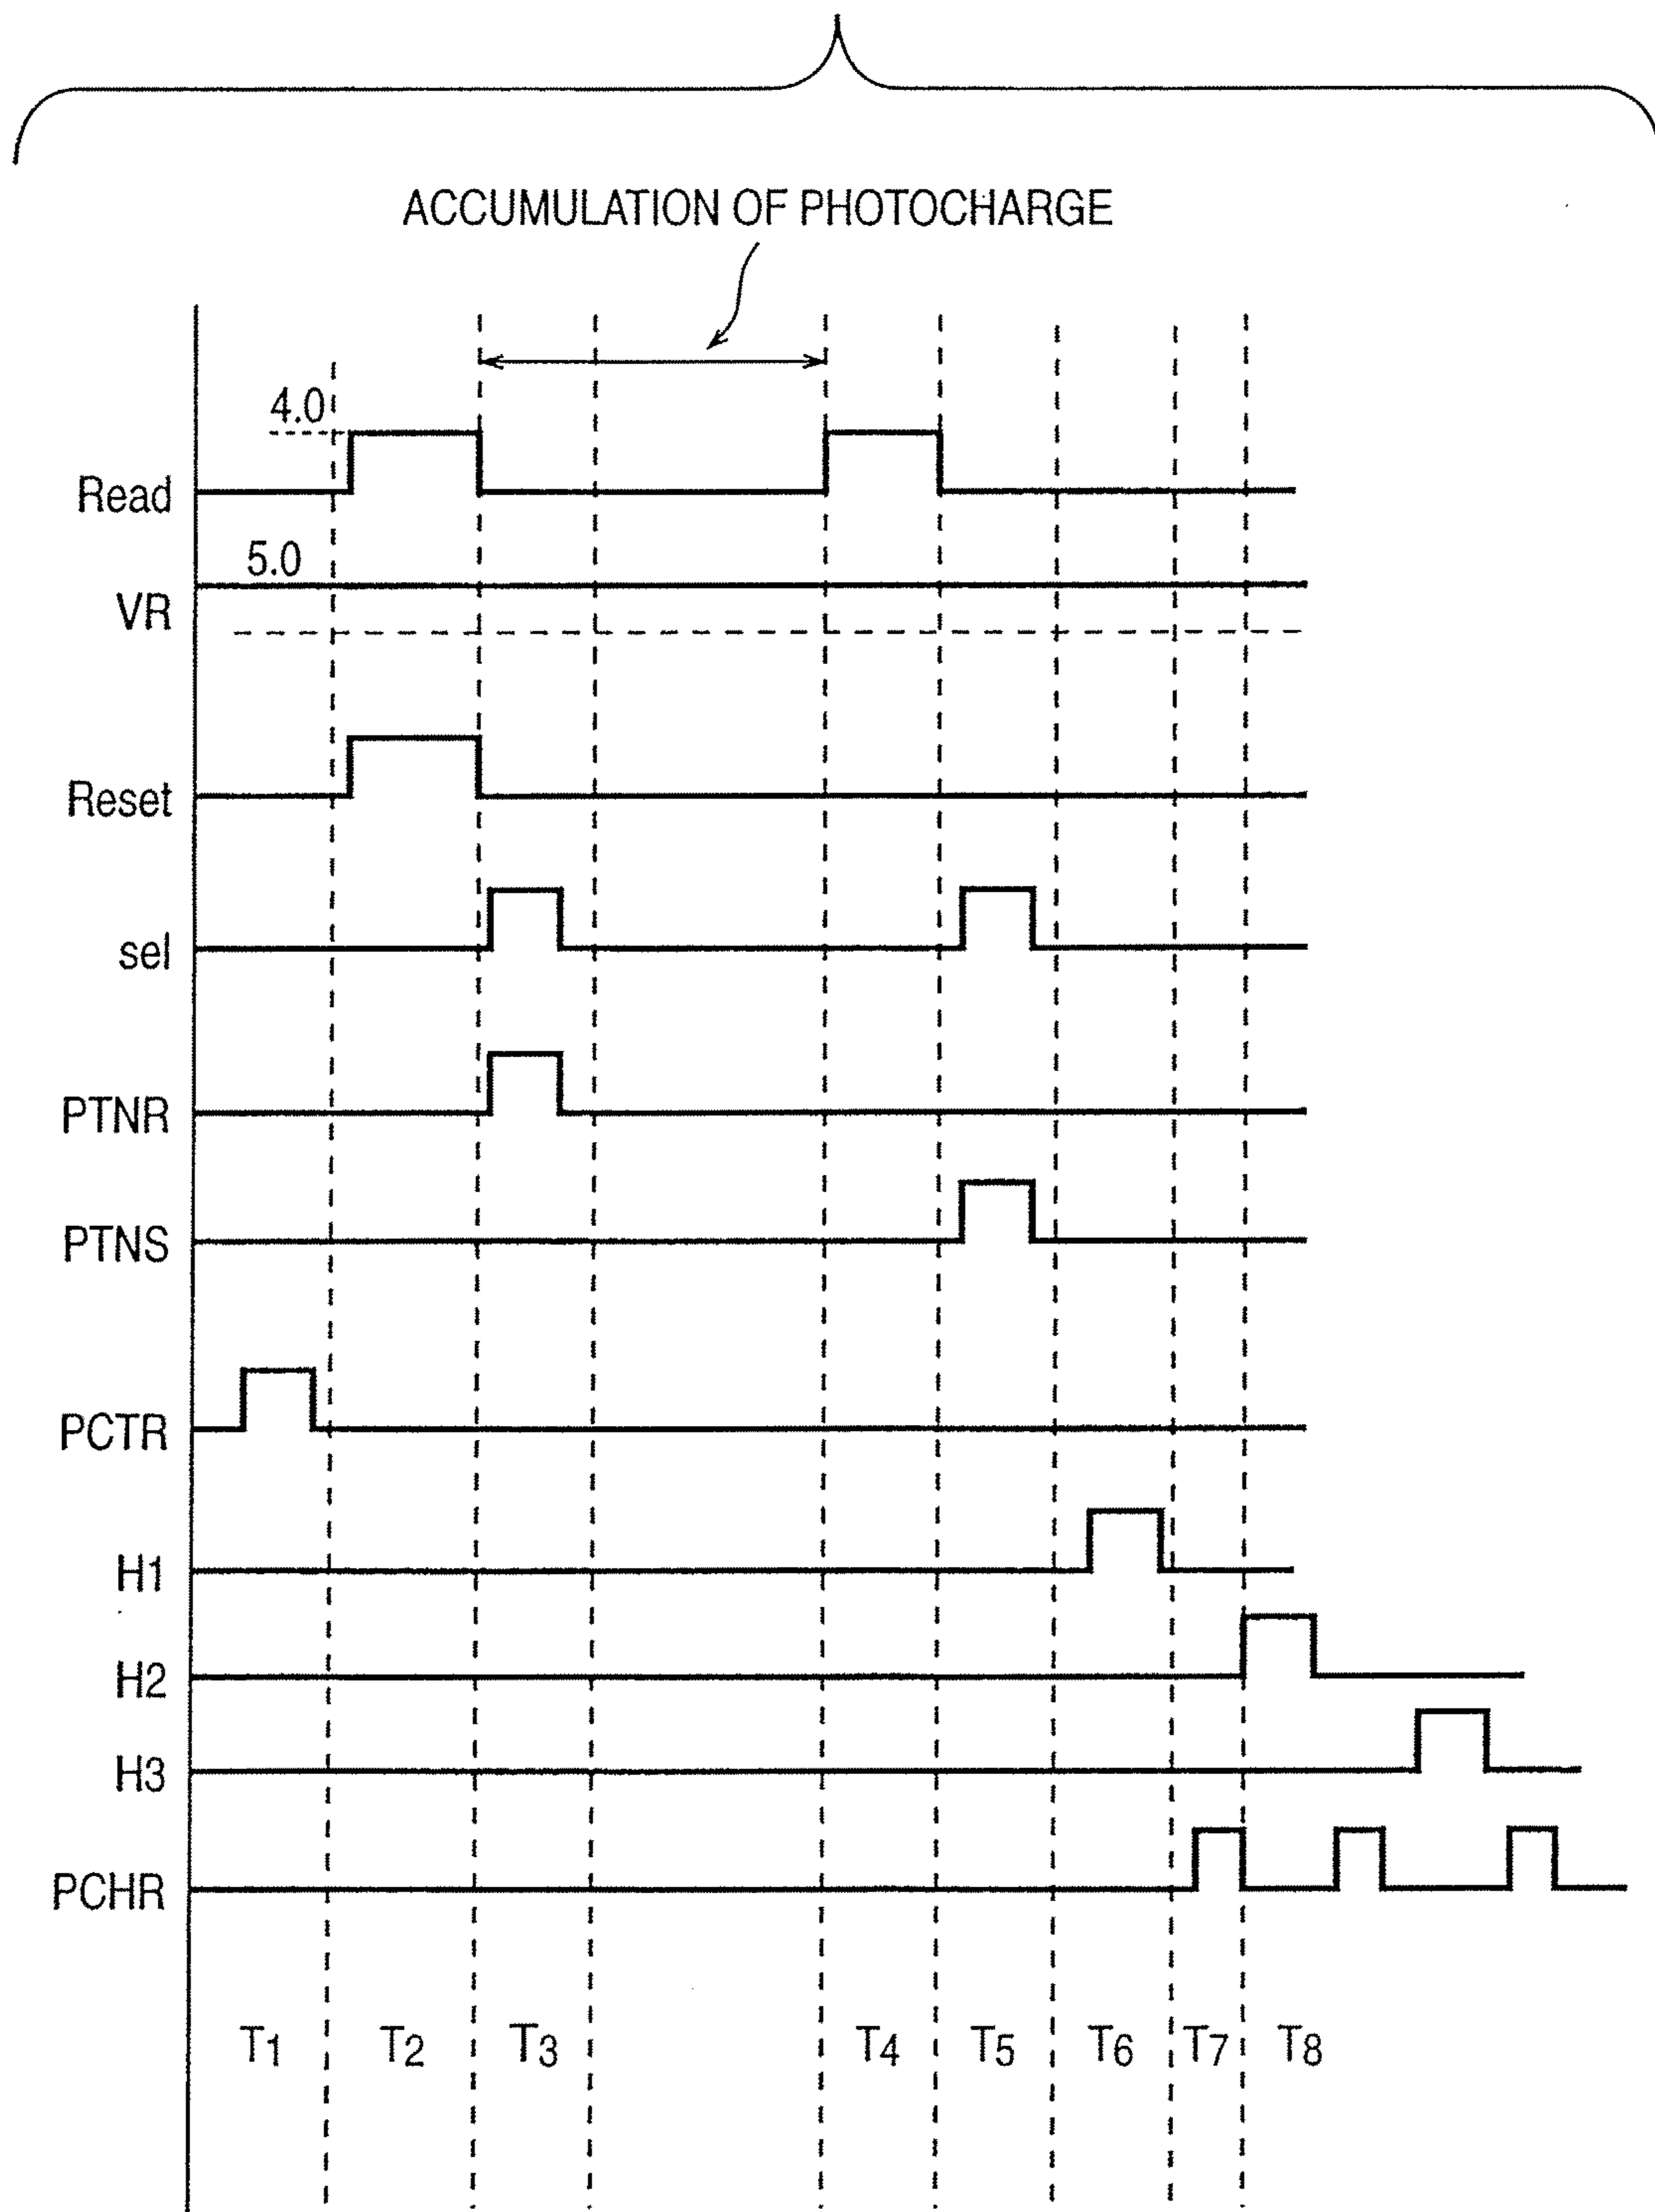 ACCUMULATION OF PHOTOCHARGE
4.0
Read
5.0
VR
Reset
sel
PTNR
PTNS
PCTR
H1
H2
H3
PCHR
T1 T2 T3 T4 T5 T6 T7 T8